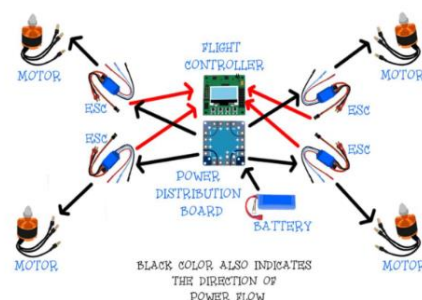 FLIGHT
CONTROLLER
MOTOR
MOTOR
ESC
ESC
ESC
ESC
POWER
DISTRIBUTION
BOARD
BATTERY
MOTOR
MOTOR
BLACK COLOR ALSO INDICATES
THE DIRECTION OF
POWER FLOW